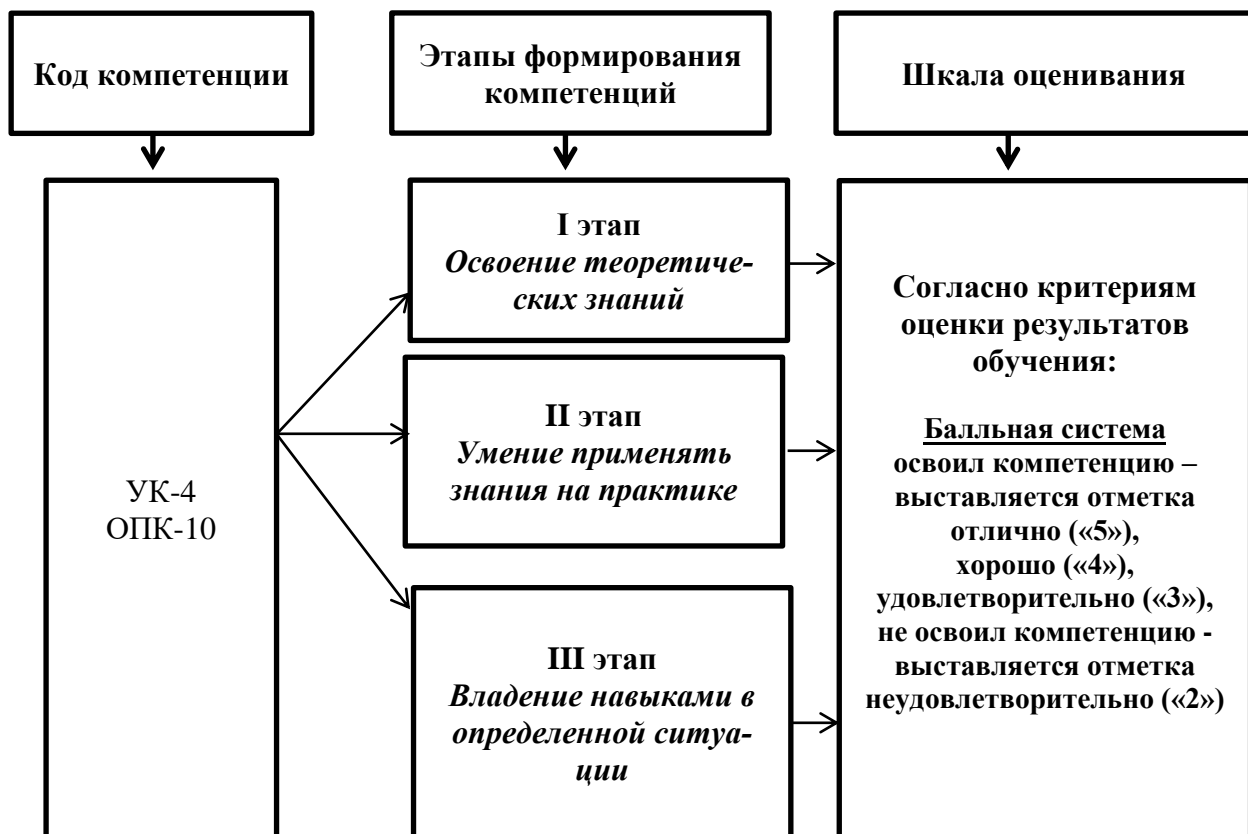 Код компетенции
Этапы формирования
компетенций
Шкала оценивания
УК-4
ОПК-10
I этап
Освоение теоретиче-
ских знаний
II этап
Умение применять
знания на практике
III этап
Владение навыками в
определенной ситуа-
ции
Согласно критериям
оценки результатов
обучения:
Балльная система
освоил компетенцию –
выставляется отметка
отлично («5»),
хорошо («4»),
удовлетворительно («3»),
не освоил компетенцию -
выставляется отметка
неудовлетворительно («2»)